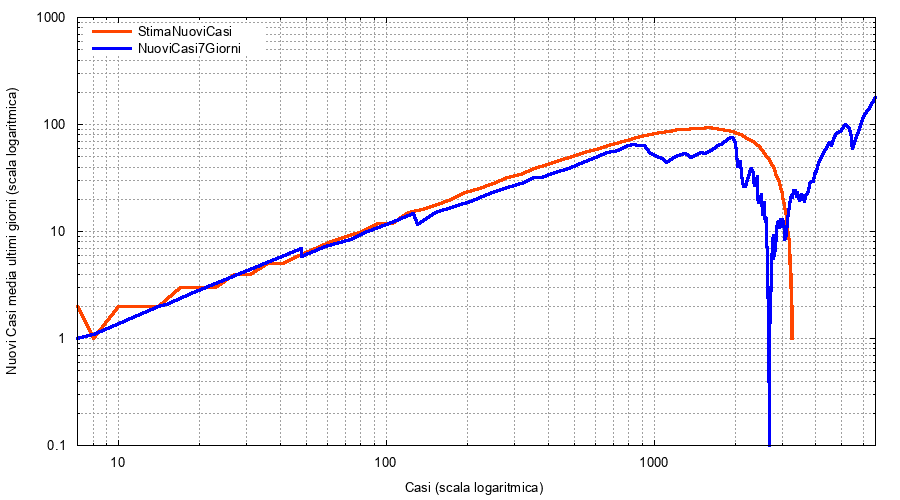 1000
100
10
1
0.1
Nuovi Casi media ultimi giorni (scala logaritmica)
StimaNuoviCasi
NuoviCasi7Giorni
10
100
1000
Casi (scala logaritmica)